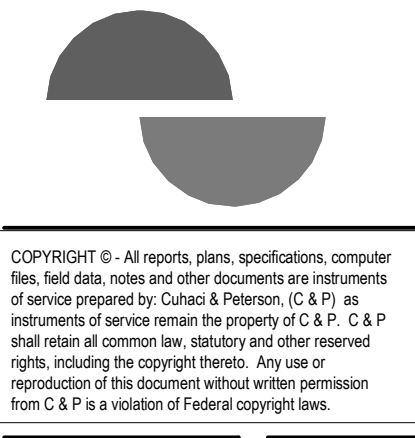 COPYRIGHT © - All reports, plans, specifications, computer
files, field data, notes and other documents are instruments
of service prepared by: Cuhaci & Peterson, (C & P) as
instruments of service remain the property of C & P. C & P
shall retain all common law, statutory and other reserved
rights, including the copyright thereto. Any use or
reproduction of this document without written permission
from C & P is a violation of Federal copyright laws.